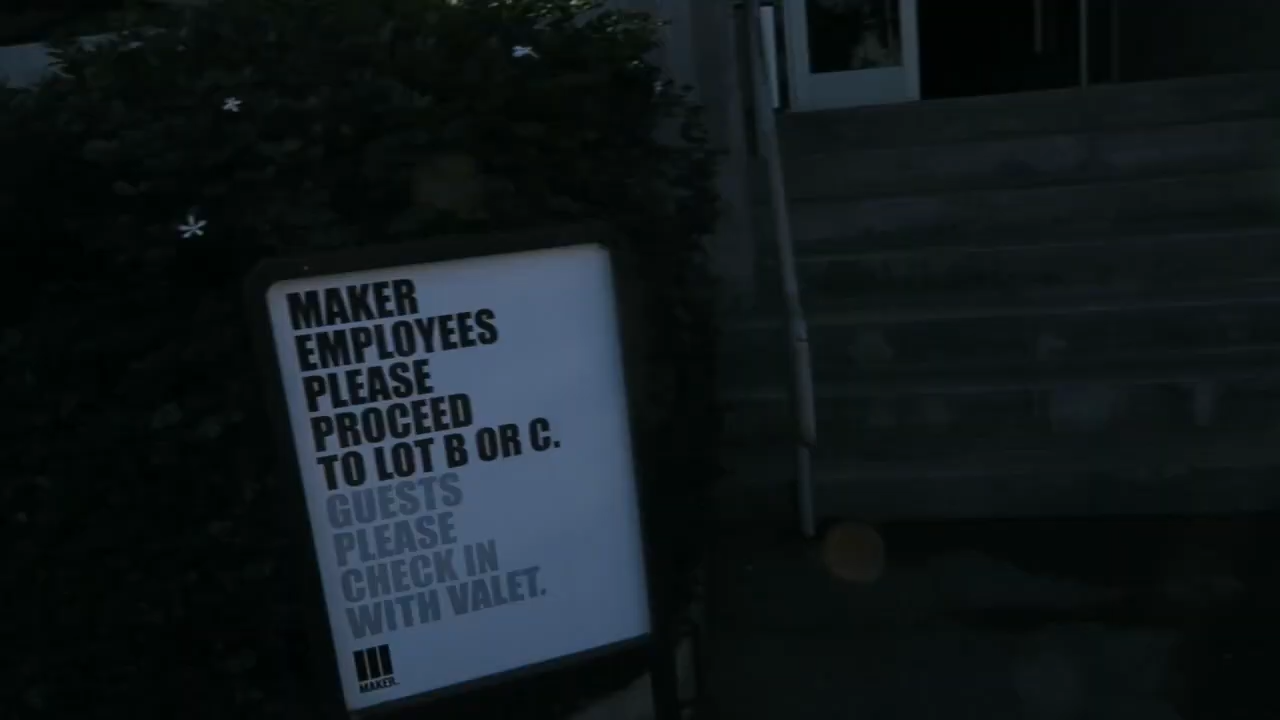 MAKER
EMPLOYEES
PLEASE
PROCEED
TO LOT B OR C.
GUESTS
PLEASE
CHECK IN
WITH VALET.
MAKER.